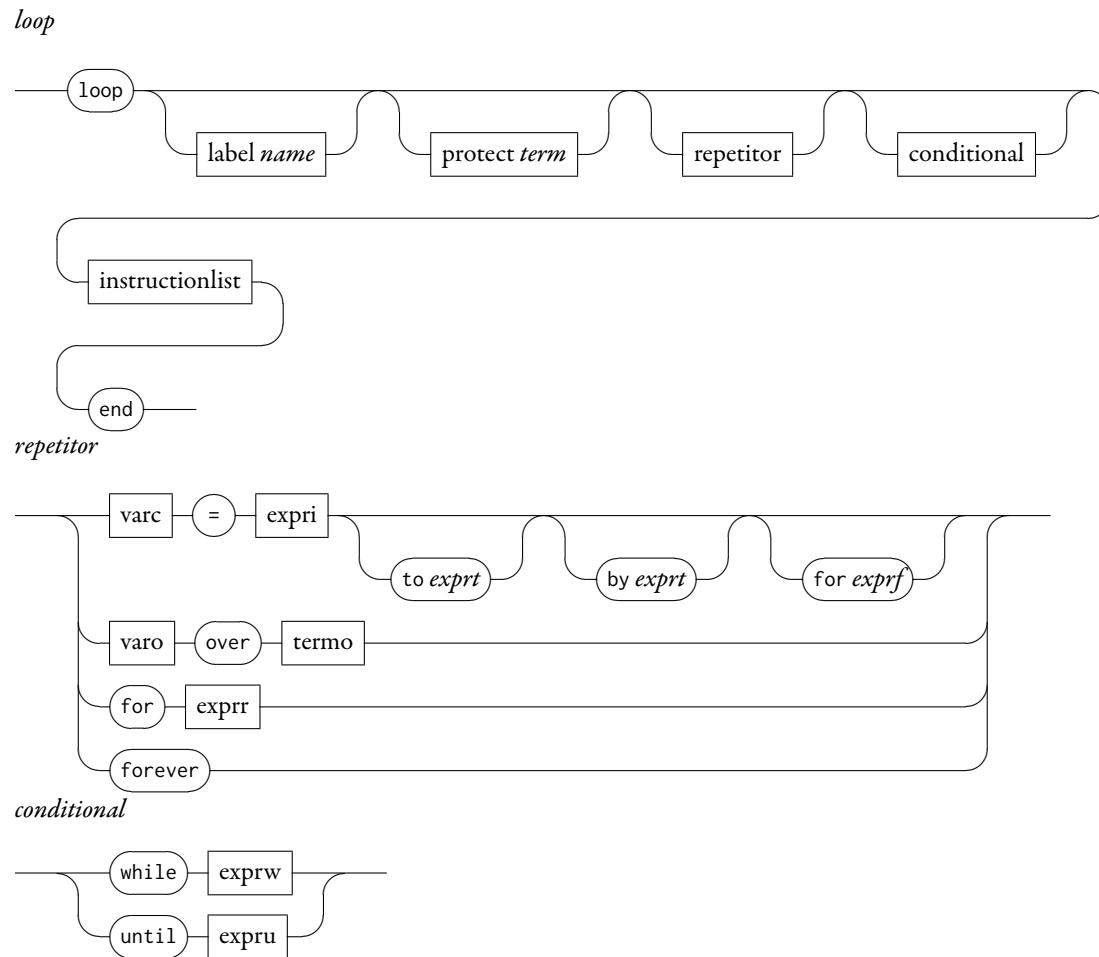 loop
loop
label name protect term repetitor conditional
instructionlist
end
repetitor
varc = expri
to exprt by exprt for exprf
varo over termo
for exprr
forever
conditional
while exprw
until expru